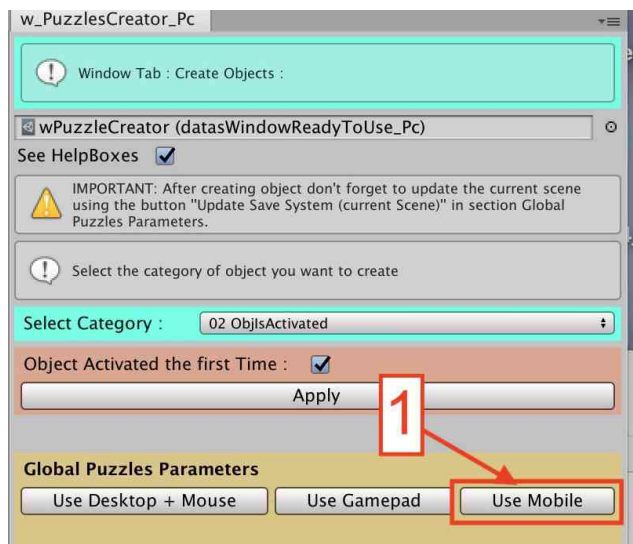 w_PuzzlesCreator_Pc
Window Tab : Create Objects :
wPuzzleCreator (datasWindowReadyToUse_Pc)
See HelpBoxes
IMPORTANT: After creating object don't forget to update the current scene
using the button "Update Save System (current Scene)" in section Global
Puzzles Parameters.
Select the category of object you want to create
Select Category :
02 ObjIsActivated
Object Activated the first Time :
Apply
1
Global Puzzles Parameters
Use Desktop + Mouse
Use Gamepad
Use Mobile